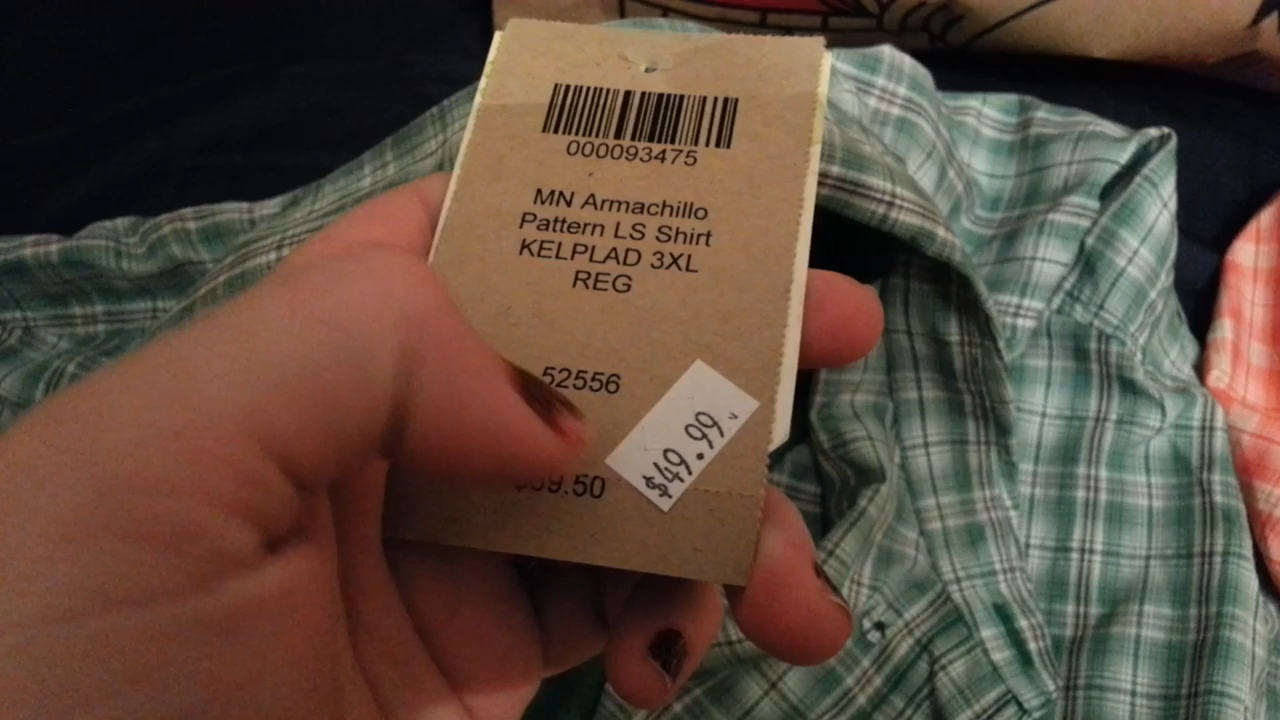 000093475
MN Armachillo
Pattern LS Shirt
KELPLAD 3XL
REG
52556
$49.99